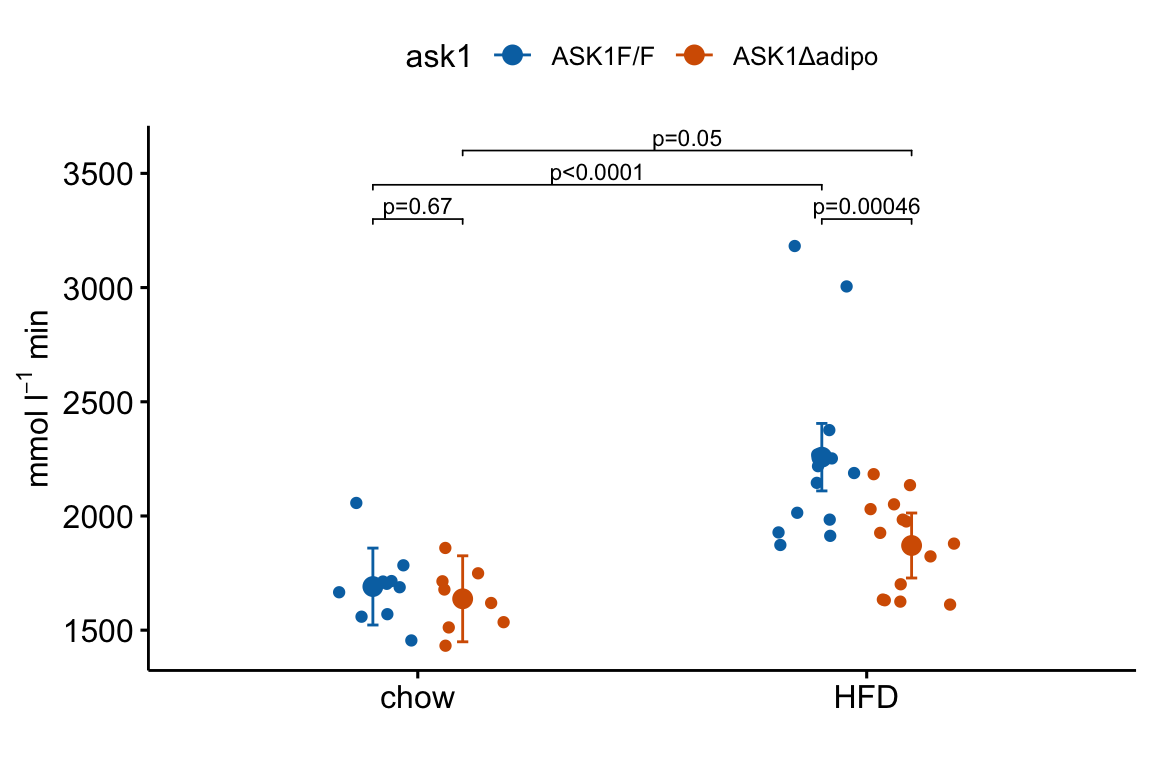 ask1 ASK1F/F ASK1Δadipo
p=0.05
p<0.0001
p=0.67 p=0.00046
3500
3000
2500
2000
1500
mmol l⁻¹ min
chow HFD